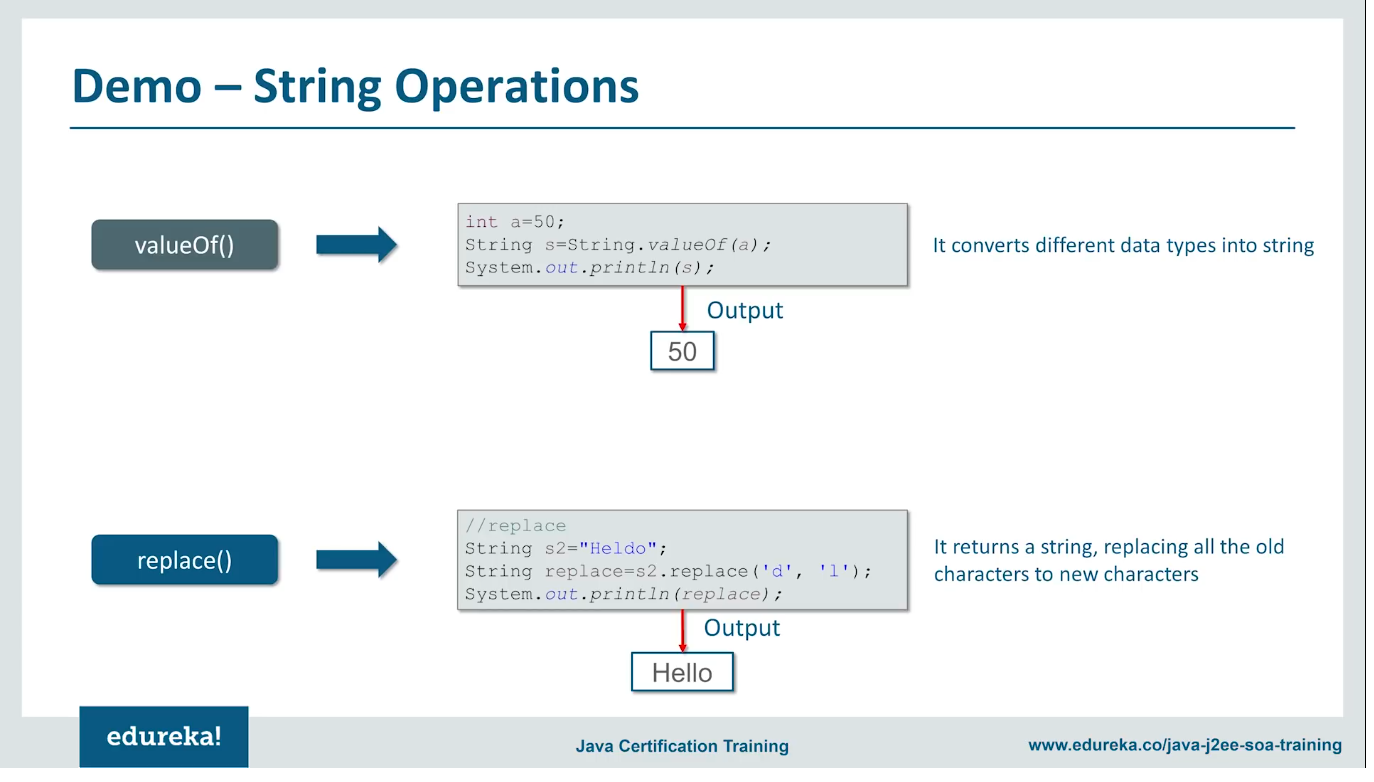 Demo – String Operations
valueOf()
int a=50;
String s=String.valueOf(a);
System.out.println(s);
It converts different data types into string
Output
50
replace()
//replace
String s2="Heldo";
String replace=s2.replace('d', 'l');
System.out.println(replace);
It returns a string, replacing all the old
characters to new characters
Output
Hello
edureka!
Java Certification Training
www.edureka.co/java-j2ee-soa-training